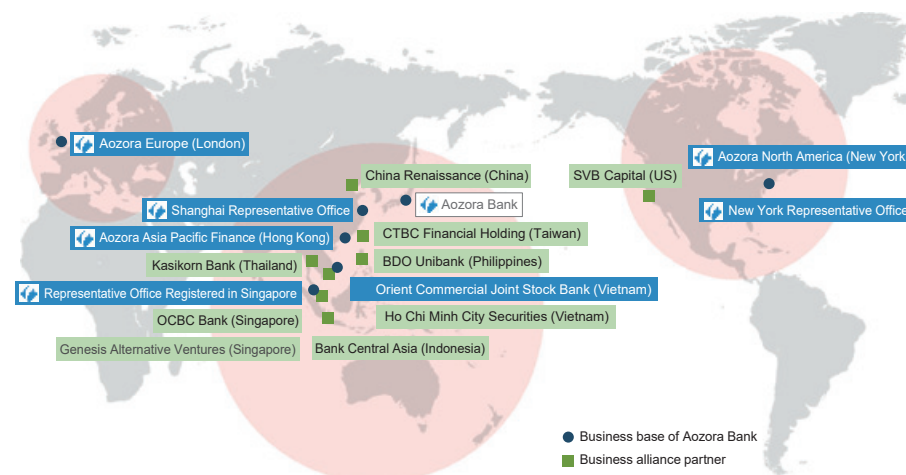 Aozora Europe (London)
China Renaissance (China)
SVB Capital (US)
Aozora North America (New York
Shanghai Representative Office
Aozora Bank
New York Representative Office
Aozora Asia Pacific Finance (Hong Kong)
CTBC Financial Holding (Taiwan)
Kasikorn Bank (Thailand)
BDO Unibank (Philippines)
Representative Office Registered in Singapore
Orient Commercial Joint Stock Bank (Vietnam)
OCBC Bank (Singapore)
Ho Chi Minh City Securities (Vietnam)
Genesis Alternative Ventures (Singapore)
Bank Central Asia (Indonesia)
Business base of Aozora Bank
Business alliance partner